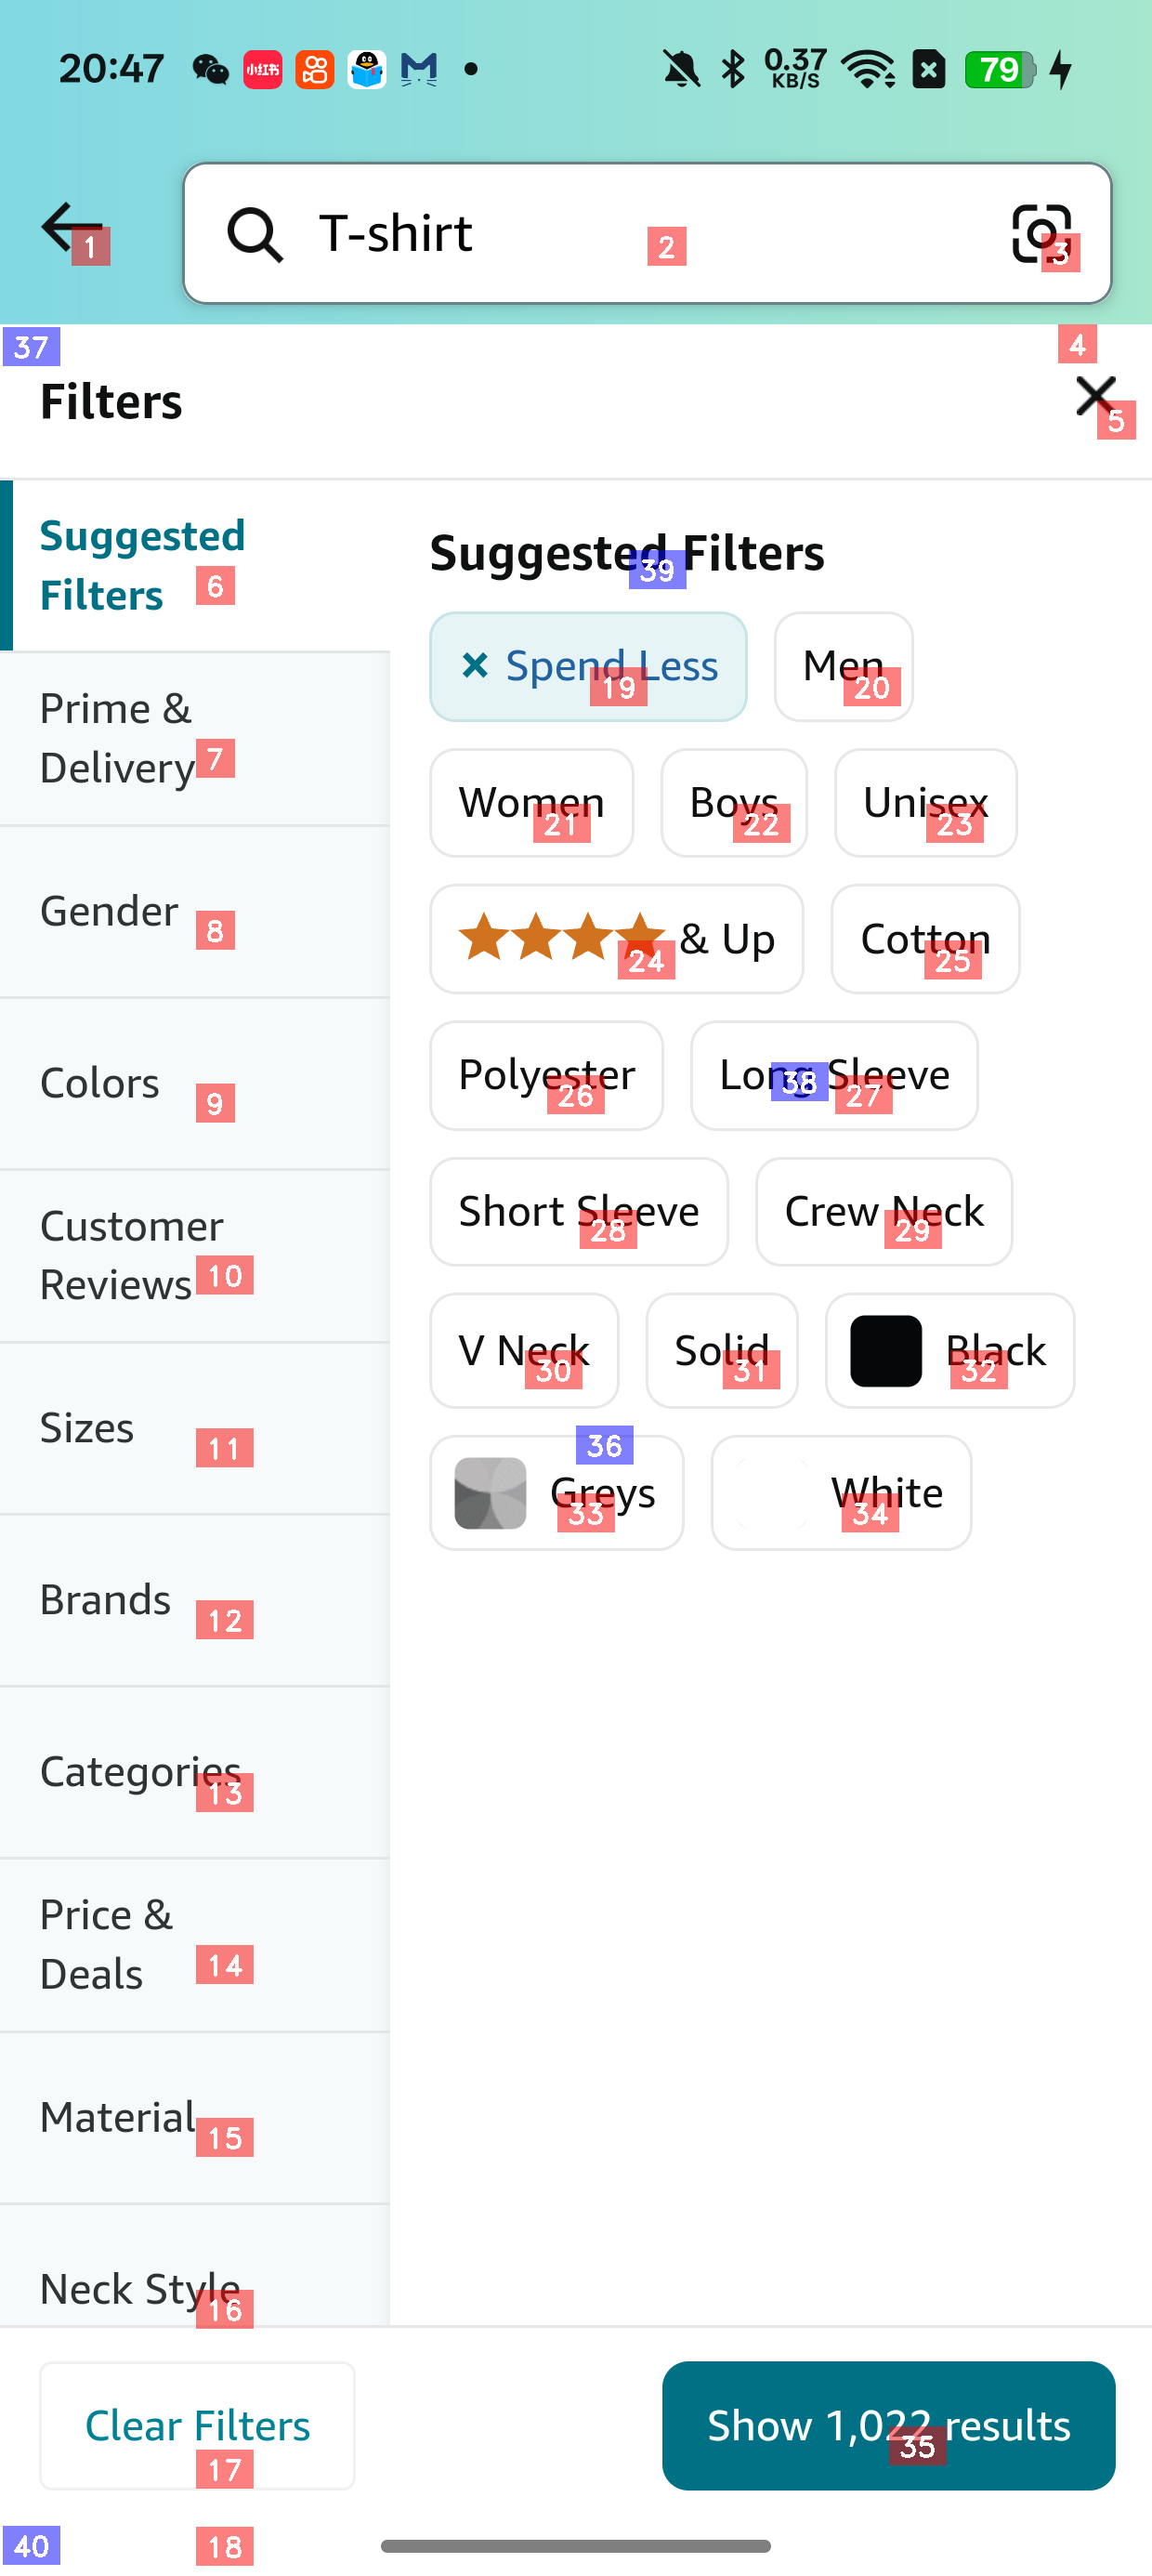 20:47
小红书
0.37
KB/S
79
T-shirt
1
2
3
37
4
Filters
5
Suggested
Filters
6
Suggested Filters
39
Spend Less
19
Men
20
Prime &
Delivery
7
Women
21
Boys
22
Unisex
23
Gender
8
& Up
24
Cotton
25
Colors
9
Polyester
26
Long Sleeve
38
27
Customer
Reviews
10
Short Sleeve
28
Crew Neck
29
V Neck
30
Solid
31
Black
32
Sizes
11
36
Greys
33
White
34
Brands
12
Categories
13
Price &
Deals
14
Material
15
Neck Style
16
Clear Filters
17
Show 1,022 results
35
40
18